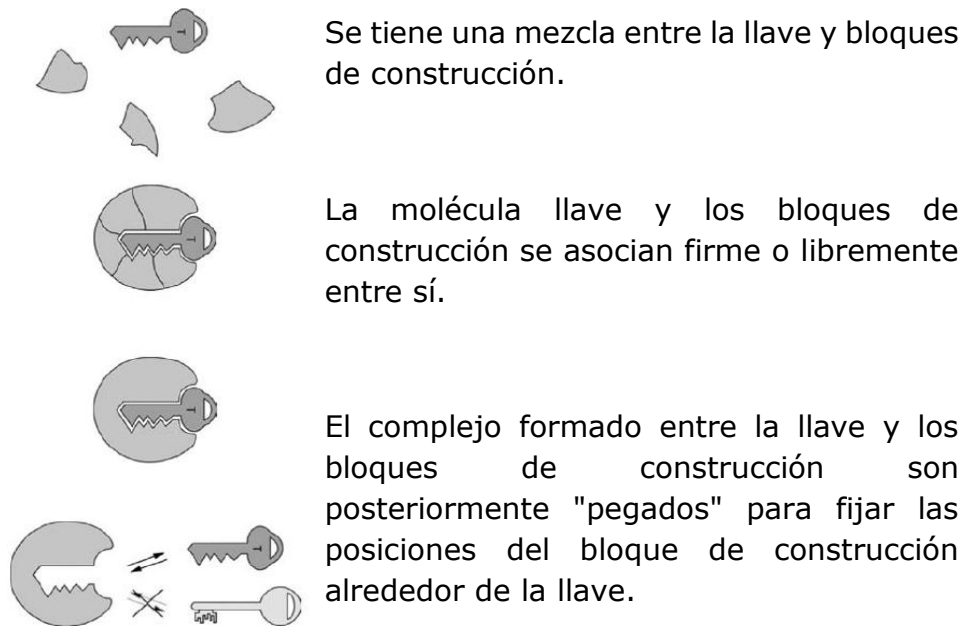 Se tiene una mezcla entre la llave y bloques
de construcción.
La molécula llave y los bloques de
construcción se asocian firme o libremente
entre sí.
El complejo formado entre la llave y los
bloques de construcción son
posteriormente "pegados" para fijar las
posiciones del bloque de construcción
alrededor de la llave.
T
T
T
T